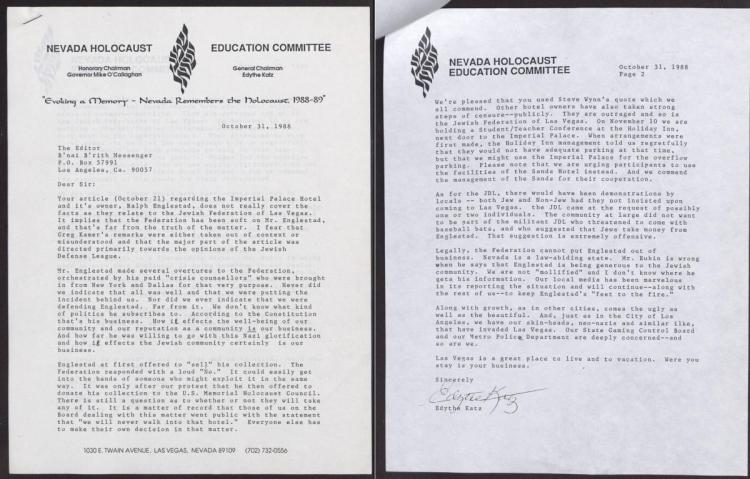 NEVADA HOLOCAUST EDUCATION COMMITTEE
Honorary Chairman
Governor Mike O'Callaghan
General Chairman
Edythe Katz
"Evoking a Memory - Nevada Remembers the Holocaust, 1988-89"
October 31, 1988
The Editor
B'nai B'rith Messenger
P.O. Box 57991
Los Angeles, Ca. 90057
Dear Sir:
Your article (October 21) regarding the Imperial Palace Hotel
and it's owner, Ralph Englestad, does not really cover the
facts as they relate to the Jewish Federation of Las Vegas.
It implies that the Federation has been soft on Mr. Englestad,
and that's far from the truth of the matter. I fear that
Greg Kamer's remarks were either taken out of context or
misunderstood and that the major part of the article was
directed primarily towards the opinions of the Jewish
Defense League.
Mr. Englestad made several overtures to the Federation,
orchestrated by his paid "crisis counsellors" who were brought
in from New York and Dallas for that very purpose. Never did
we indicate that all was well and that we were putting the
incident behind us. Nor did we ever indicate that we were
defending Englestad. Far from it. We don't know what kind
of politics he subscribes to. According to the Constitution
that's his business. How it effects the well-being of our
community and our reputation as a community is our business.
And how far he was willing to go with this Nazi glorification
and how it effects the Jewish community certainly is our
business.
Englestad at first offered to "sell" his collection. The
Federation responded with a loud "No." It could easily get
into the hands of someone who might exploit it in the same
way. It was only after our protest that he then offered to
donate his collection to the U.S. Memorial Holocaust Council.
There is still a question as to whether or not they will take
any of it. It is a matter of record that those of us on the
Board dealing with this matter went public with the statement
that "we will never walk into that hotel." Everyone else has
to make their own decision in that matter.
1030 E. TWAIN AVENUE, LAS VEGAS, NEVADA 89109 (702) 732-0556
NEVADA HOLOCAUST
EDUCATION COMMITTEE
October 31, 1988
Page 2
We're pleased that you used Steve Wynn's quote which we
all commend. Other hotel owners have also taken strong
steps of censure--publicly. They are outraged and so is
the Jewish Federation of Las Vegas. On November 10 we are
holding a Student/Teacher Conference at the Holiday Inn,
next door to the Imperial Palace. When arrangements were
first made, the Holiday Inn management told us regretfully
that they would not have adequate parking at that time,
but that we might use the Imperial Palace for the overflow
parking. Please note that we are urging participants to use
the facilities of the Sands Hotel instead. And we commend
the management of the Sands for their cooperation.
As for the JDL, there would have been demonstrations by
locals -- both Jew and Non-Jew had they not insisted upon
coming to Las Vegas. the JDL came at the request of possibly
one or two individuals. The community at large did not want
to be part of the militant JDL who threatened to come with
baseball bats, and who suggested that Jews take money from
Englestad. That suggestion is extremely offensive.
Legally, the Federation cannot put Englestad out of
business. Nevada is a law-abiding state. Mr. Rubin is wrong
when he says that Englestad is being generous to the Jewish
community. We are not "mollified" and I don't know where he
gets his information. Our local media has been marvelous
in its reporting the situation and will continue--along with
the rest of us--to keep Englestad's "feet to the fire."
Along with growth, as in other cities, comes the ugly as
well as the beautiful. And, just as in the City of Los
Angeles, we have our skin-heads, neo-nazis and similar ilke,
that have invaded Las Vegas. Our State Gaming Control Board
and our Metro Police Department are deeply concerned--and
so are we.
Las Vegas is a great place to live and to vacation. Were you
stay is your business.
Sincerely
Edythe Katz
Edythe Katz